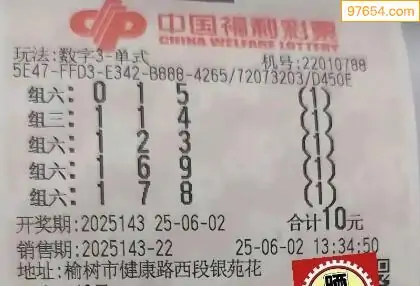 97654.com
中国福利彩票
CHINA WELFARE LOTTERY
玩法:数字3-单式 机号:22010788
5E47-FFD3-E342-B888-4265/72073203/D450E
组六: 0 1 5 (1)
组三: 1 1 4 (1)
组六: 1 2 3 (1)
组六: 1 6 9 (1)
组六: 1 7 8 (1)
开奖期:2025143 25-06-02 合计10元
销售期:2025143-22 25-06-02 13:34:50
地址:榆树市健康路西段银苑花
晒